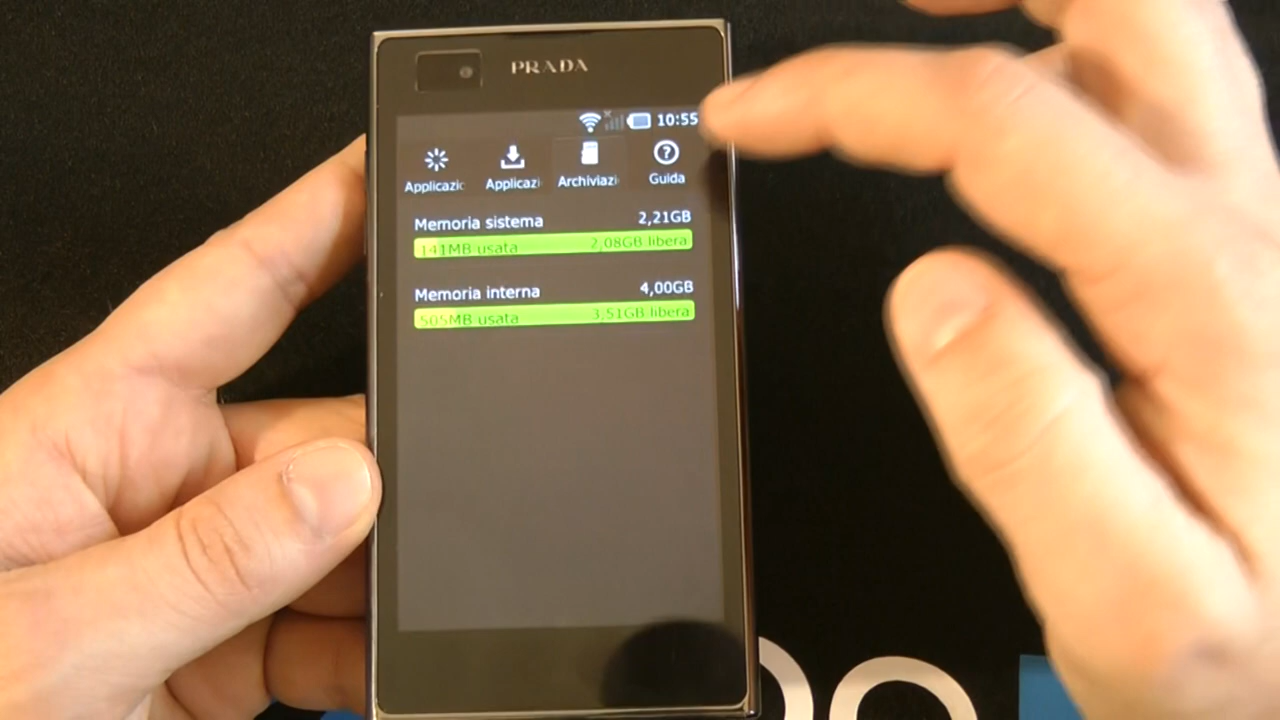 PRADA
10:55
Applicazic Applicazi Archiviazi Guida
Memoria sistema 2,21GB
141MB usata 2,08GB libera
Memoria interna 4,00GB
505MB usata 3,51GB libera